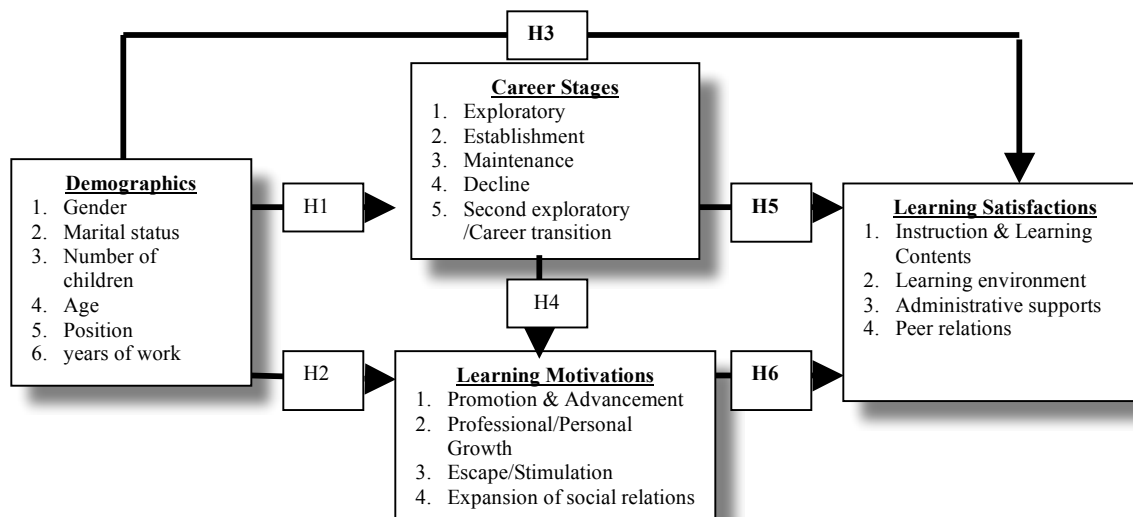 H3
Career Stages
1. Exploratory
2. Establishment
3. Maintenance
4. Decline
5. Second exploratory
/Career transition
Demographics
1. Gender
2. Marital status
3. Number of
children
4. Age
5. Position
6. years of work
H1
H5
Learning Satisfactions
1. Instruction & Learning
Contents
2. Learning environment
3. Administrative supports
4. Peer relations
H4
H2
Learning Motivations
1. Promotion & Advancement
2. Professional/Personal
Growth
3. Escape/Stimulation
4. Expansion of social relations
H6